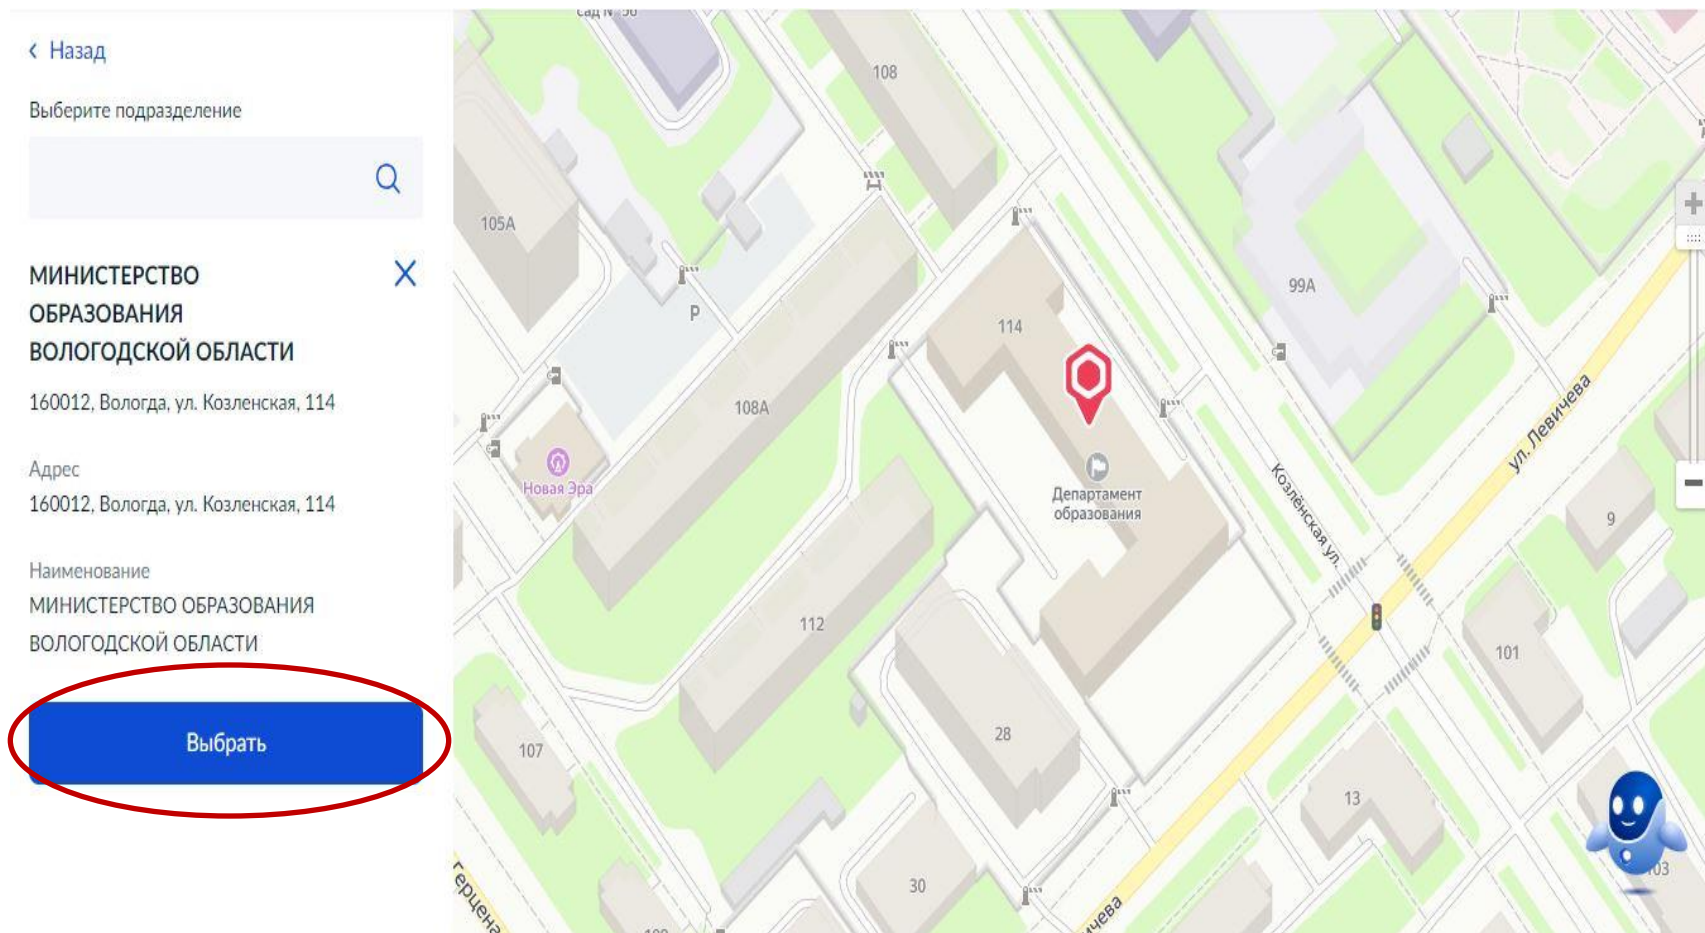 Назад
Выберите подразделение
МИНИСТЕРСТВО
ОБРАЗОВАНИЯ
ВОЛОГОДСКОЙ ОБЛАСТИ
160012, Вологда, ул. Козленская, 114
Адрес
160012, Вологда, ул. Козленская, 114
Наименование
МИНИСТЕРСТВО ОБРАЗОВАНИЯ
ВОЛОГОДСКОЙ ОБЛАСТИ
Выбрать
108
105А
99А
P
114
108А
Новая Эра
Департамент
образования
Козлёнская ул.
ул. Левичева
9
112
101
28
107
13
30
Герцена